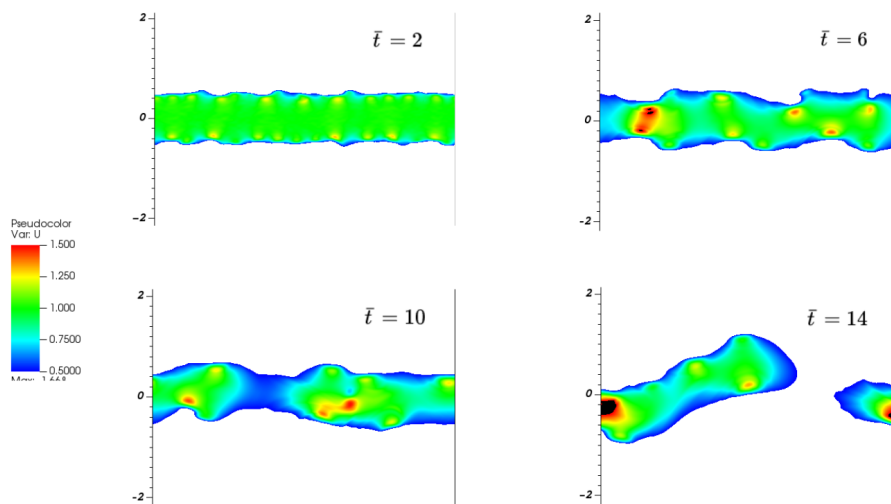 2
t̄ = 2
0
-2
2
t̄ = 6
0
-2
Pseudocolor
Var: U
1.500
1.250
1.000
0.7500
0.5000
2
t̄ = 10
0
-2
2
t̄ = 14
0
-2